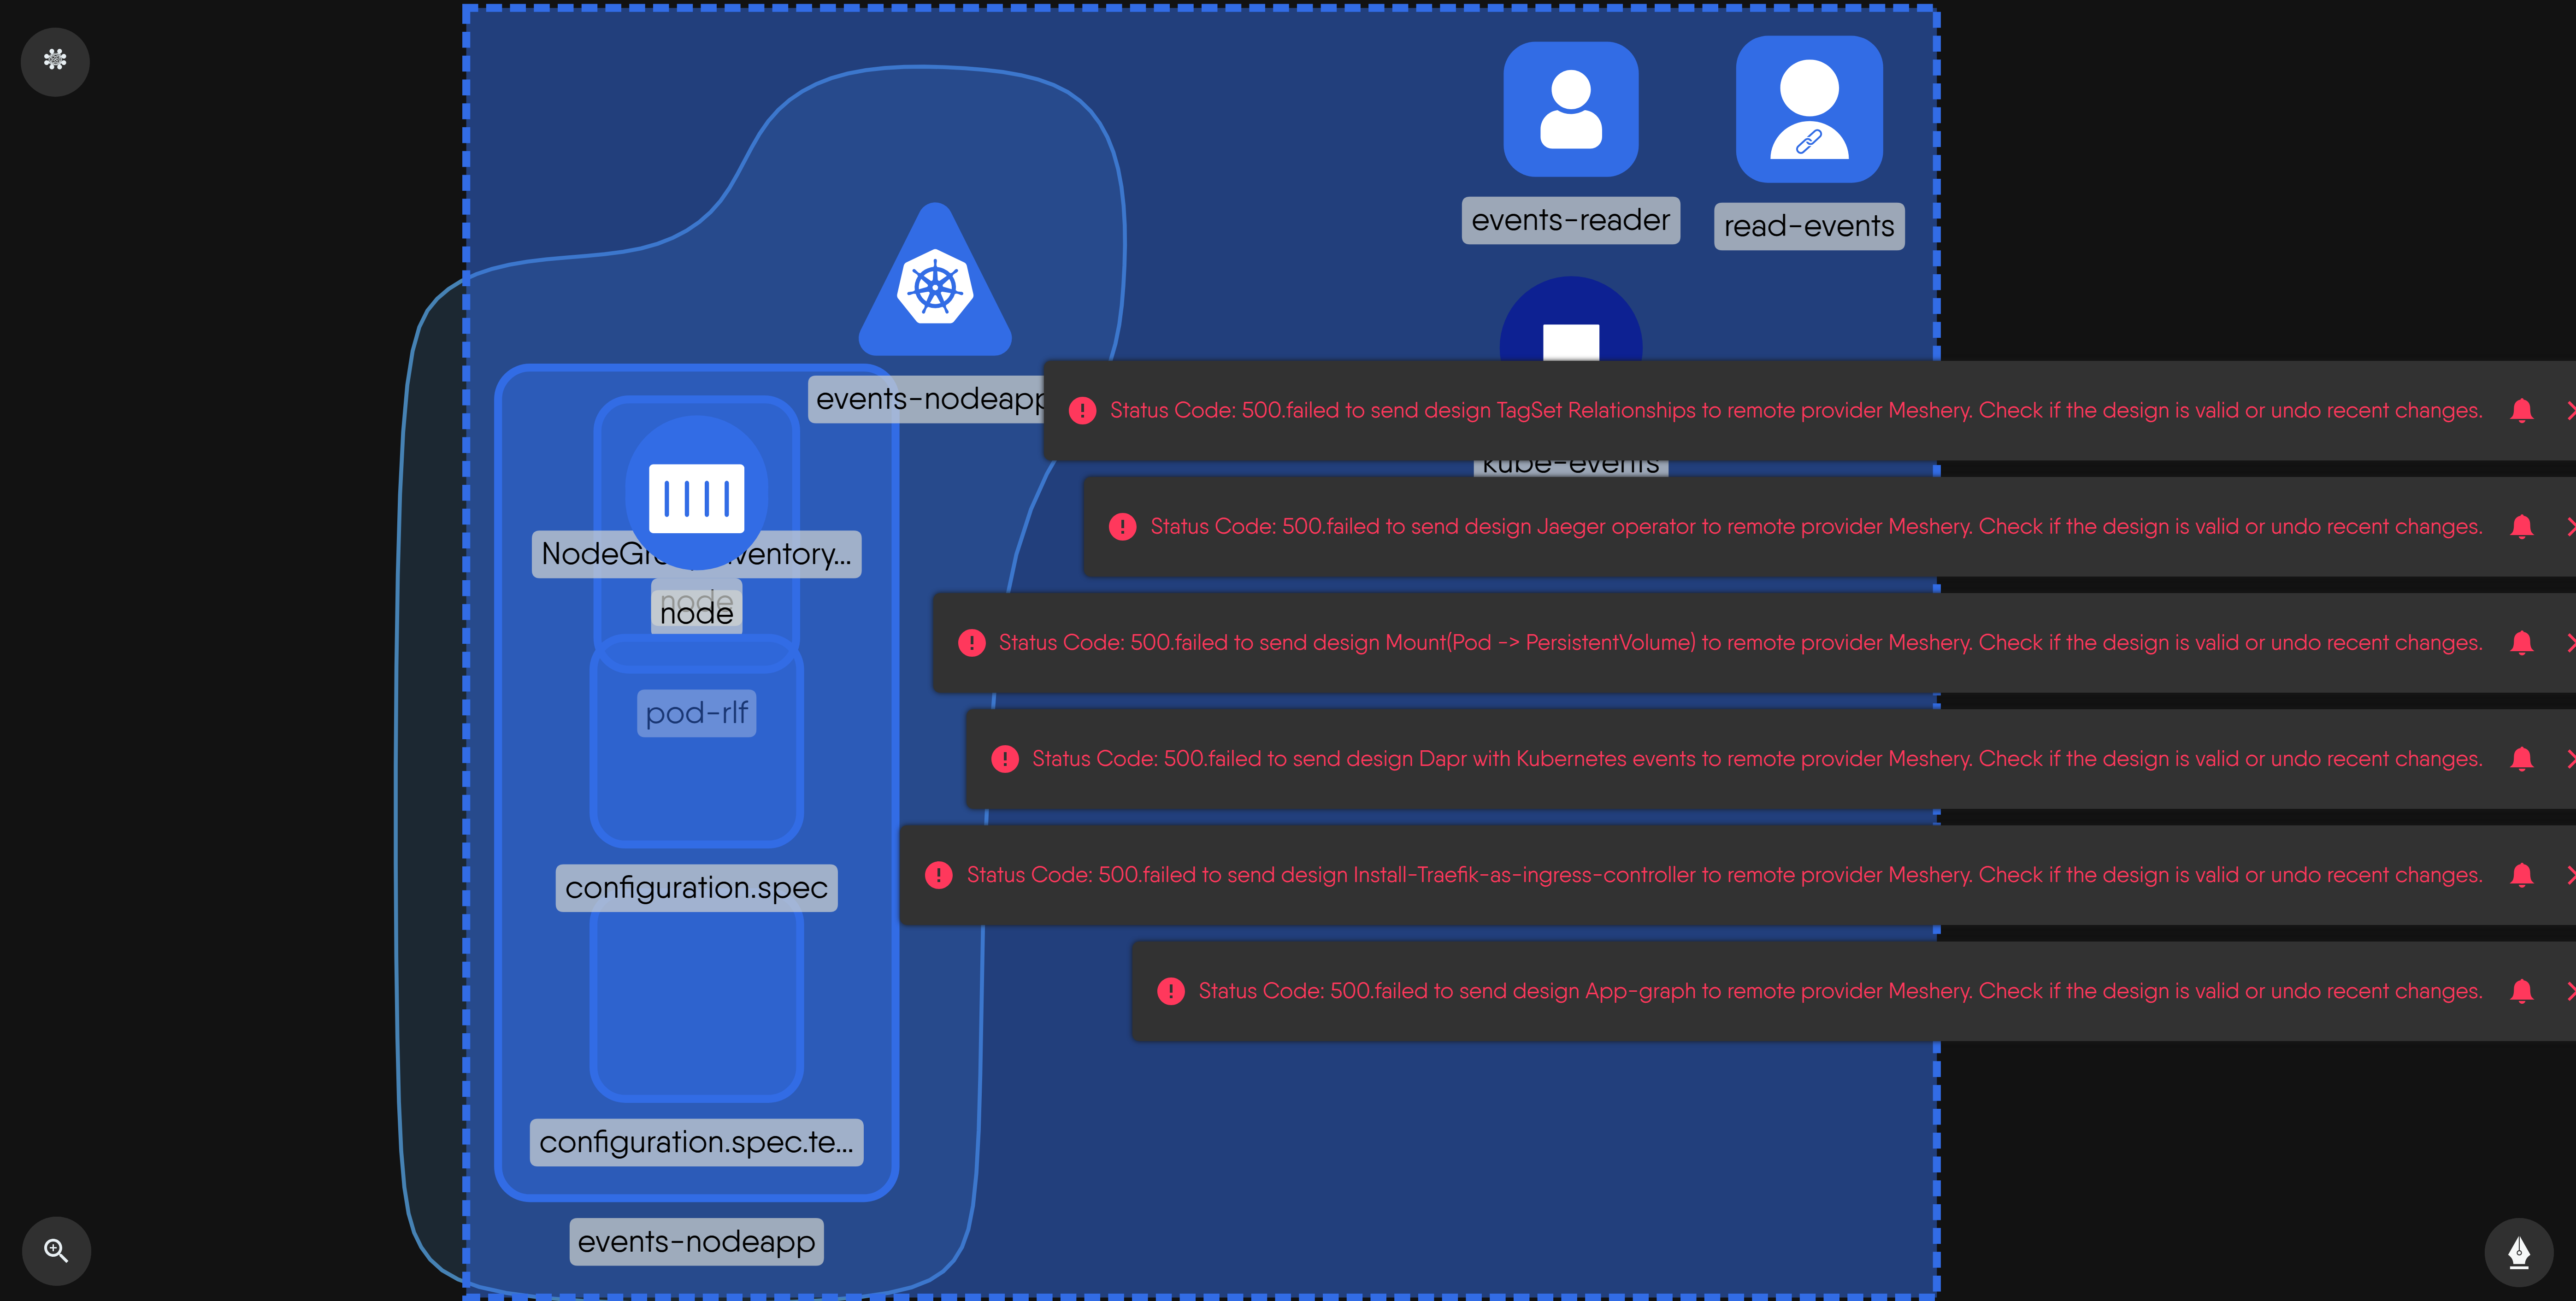 events-reader
read-events
events-nodeapp
Status Code: 500.failed to send design TagSet Relationships to remote provider Meshery. Check if the design is valid or undo recent changes.
kube-events
Status Code: 500.failed to send design Jaeger operator to remote provider Meshery. Check if the design is valid or undo recent changes.
node
node
Status Code: 500.failed to send design Mount(Pod -> PersistentVolume) to remote provider Meshery. Check if the design is valid or undo recent changes.
pod-rlf
Status Code: 500.failed to send design Dapr with Kubernetes events to remote provider Meshery. Check if the design is valid or undo recent changes.
configuration.spec
Status Code: 500.failed to send design Install-Traefik-as-ingress-controller to remote provider Meshery. Check if the design is valid or undo recent changes.
Status Code: 500.failed to send design App-graph to remote provider Meshery. Check if the design is valid or undo recent changes.
configuration.spec.te...
events-nodeapp